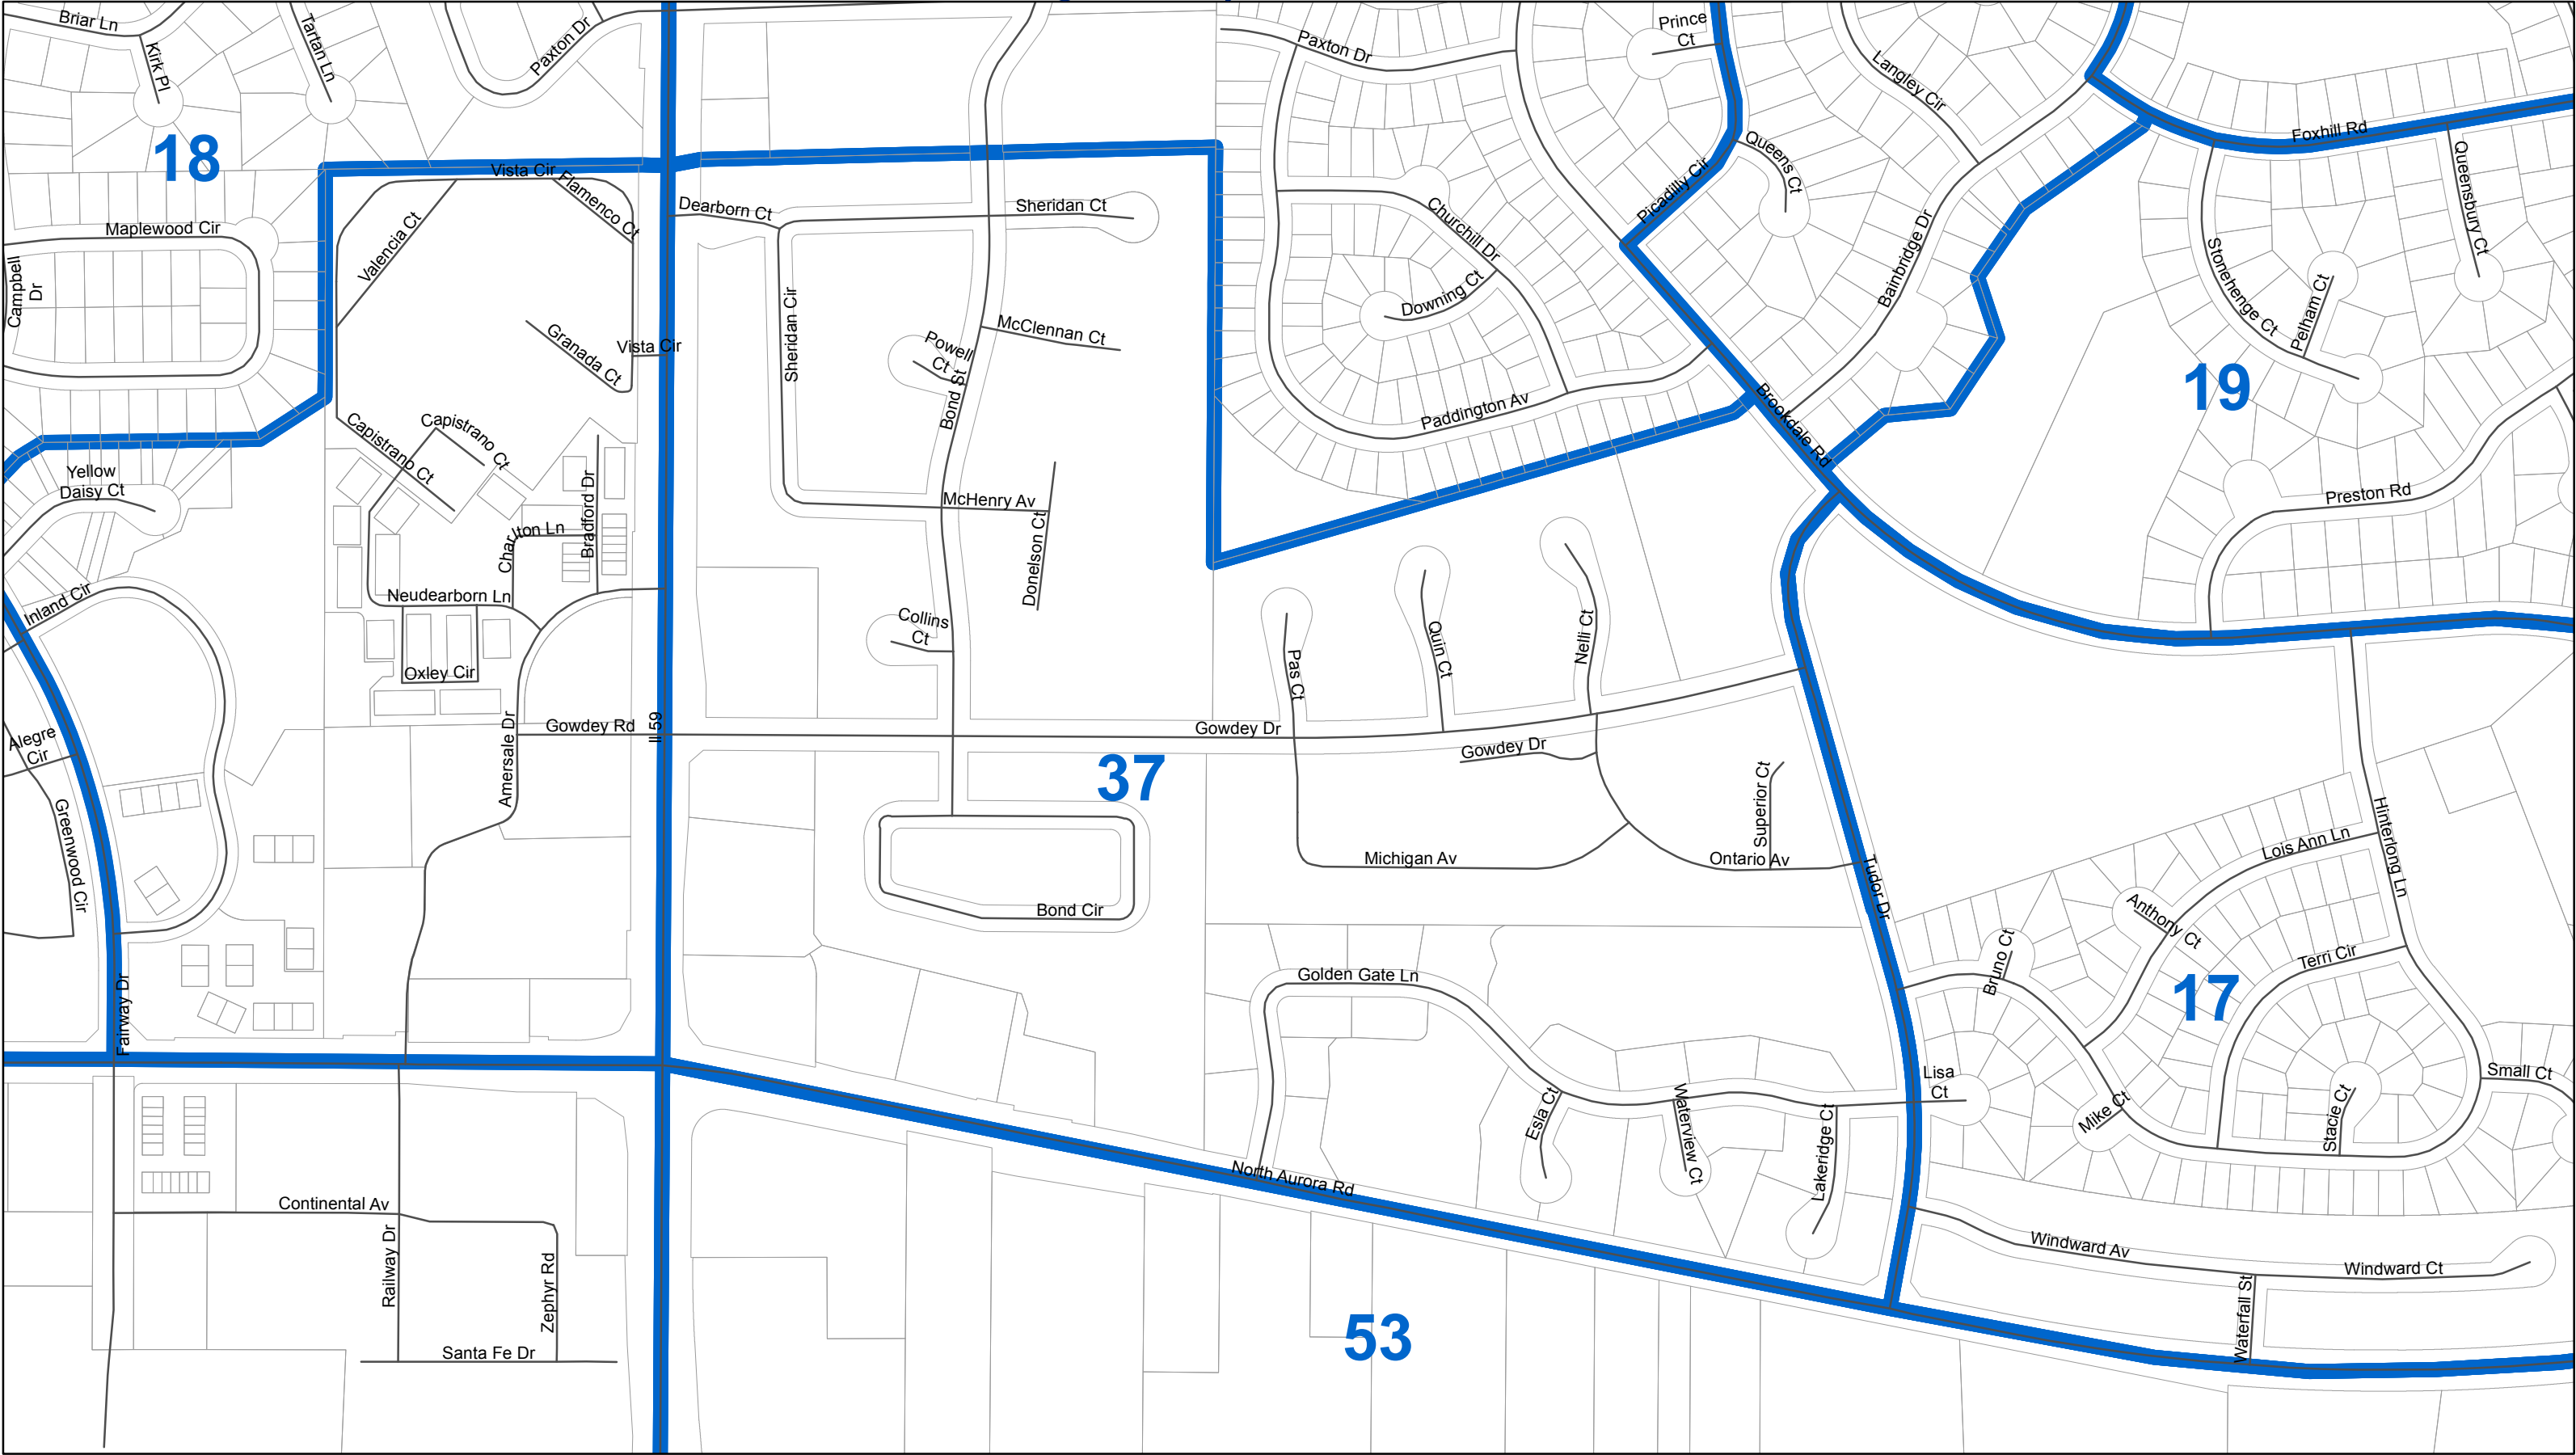 Briar Ln
Kirk Pl
Tartan Ln
Paxton Dr
Paxton Dr
Prince
Ct
Langley Cir
Foxhill Rd
18
Vista Cir
Flamenco Ct
Valencia Ct
Dearborn Ct
Sheridan Ct
Churchill Dr
Picadilly Cir
Queens Ct
Bainbridge Dr
Queensbury Ct
Stonehenge Ct
Pelham Ct
Maplewood Cir
Campbell
Dr
Granada Ct
Vista Cir
Sheridan Cir
Powell
Ct
Bond St
McClennan Ct
Downing Ct
Paddington Av
Brookdale Rd
19
Capistrano Ct
Capistrano Ct
Yellow
Daisy Ct
Bradford Dr
Charlton Ln
McHenry Av
Donelson Ct
Preston Rd
Inland Cir
Neudearborn Ln
Oxley Cir
Collins
Ct
Pas Ct
Quin Ct
Nelli Ct
Alegre
Cir
Greenwood Cir
Amersale Dr
Gowdey Rd
Il 59
Gowdey Dr
Gowdey Dr
37
Superior Ct
Michigan Av
Ontario Av
Tudor Dr
Hinterlong Ln
Lois Ann Ln
Bond Cir
Anthony Ct
Bruno Ct
Terri Cir
17
Fairway Dr
Golden Gate Ln
Esla Ct
Waterview Ct
Lakeridge Ct
Lisa
Ct
Mike Ct
Stacie Ct
Small Ct
North Aurora Rd
Continental Av
Railway Dr
Zephyr Rd
Santa Fe Dr
53
Windward Av
Windward Ct
Waterfall St